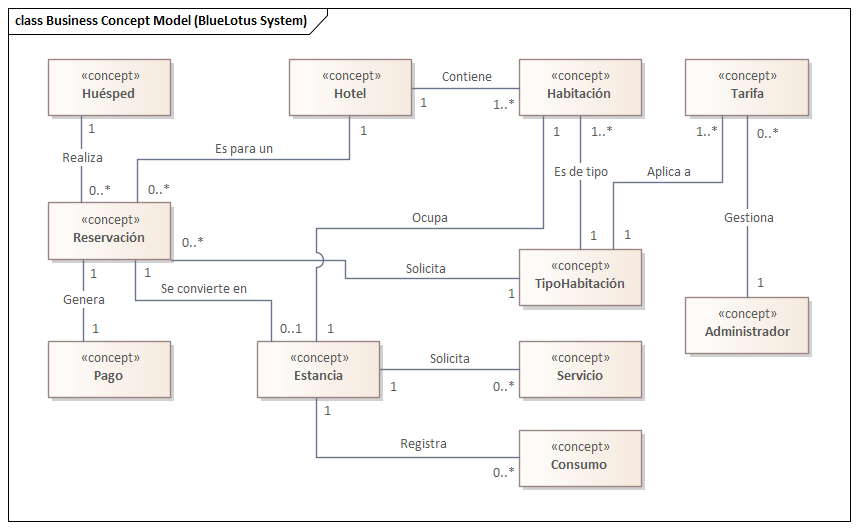 class Business Concept Model (BlueLotus System)
«concept»
Huésped
«concept»
Hotel
Contiene
1
1..*
«concept»
Habitación
«concept»
Tarifa
1
Realiza
0..*
1
Es para un
0..*
1
1..*
Es de tipo
1
1..*
Aplica a
1
0..*
Gestiona
1
«concept»
Reservación
0..*
Ocupa
Solicita
1
«concept»
TipoHabitación
1
Genera
1
1
Se convierte en
0..1
1
«concept»
Administrador
«concept»
Pago
«concept»
Estancia
Solicita
1
0..*
«concept»
Servicio
1
Registra
0..*
«concept»
Consumo